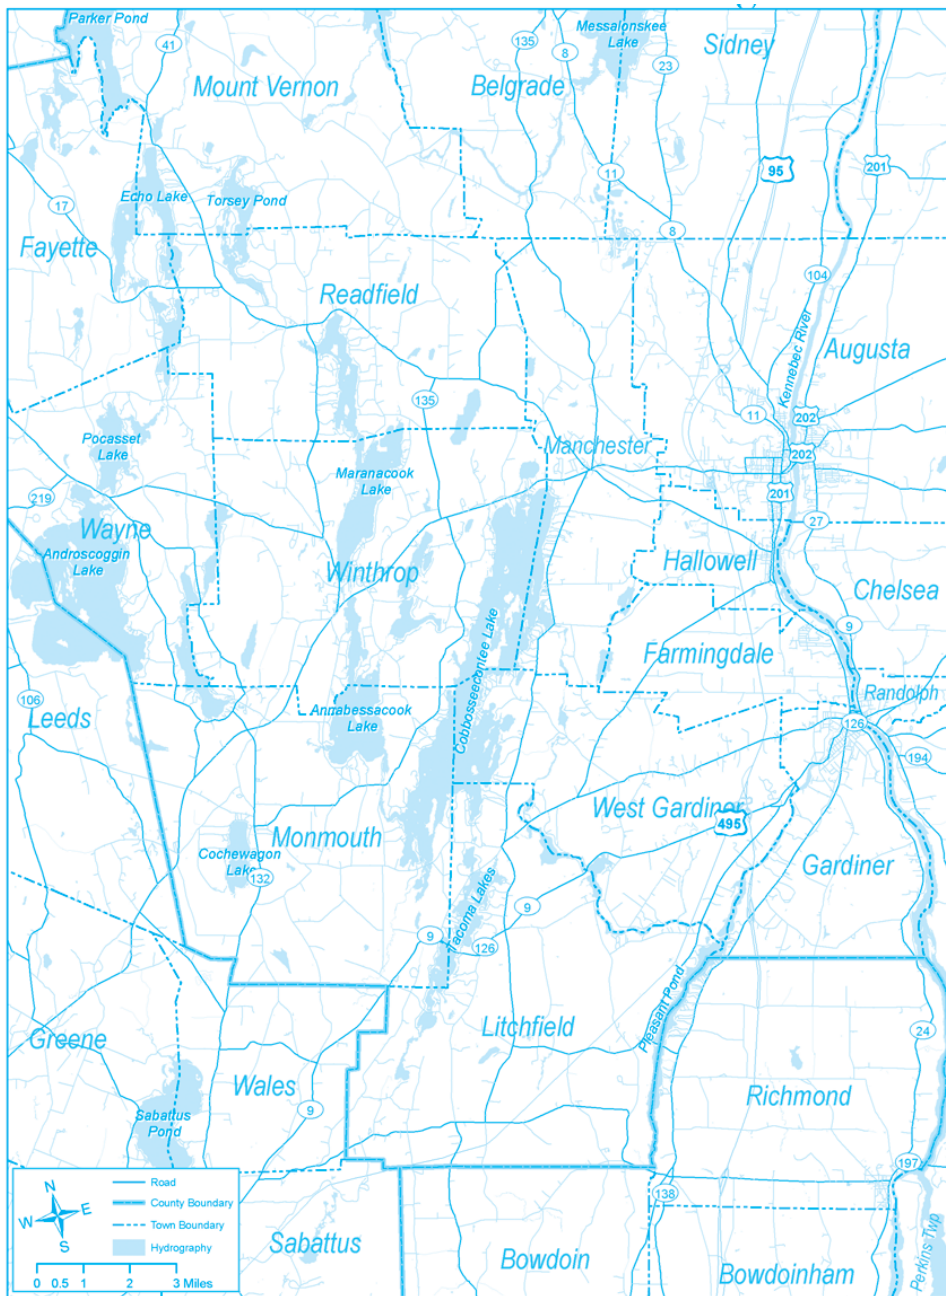 Parker Pond
41
Mount Vernon
135
8
Belgrade
Messalonskee
Lake
23
Sidney
95
201
11
17
Echo Lake
Torsey Pond
Fayette
8
104
Readfield
Kennebec River
Augusta
135
11
202
Pocasset
Lake
Maranacook
Lake
Manchester
202
201
219
Wayne
27
Androscoggin
Lake
Winthrop
Hallowell
Chelsea
9
Cobbosseecontee Lake
Farmingdale
Randolph
106
Leeds
Annabessacook
Lake
126
194
West Gardiner
495
Monmouth
Cochewagon
Lake
132
Gardiner
Tacoma Lakes
9
9
126
Pleasant Pond
Litchfield
24
Greene
Wales
9
Richmond
Sabattus
Pond
197
138
Sabattus
Bowdoin
Bowdoinham
Perkins Twp
N
W E
S
Road
County Boundary
Town Boundary
Hydrography
0 0.5 1 2 3 Miles